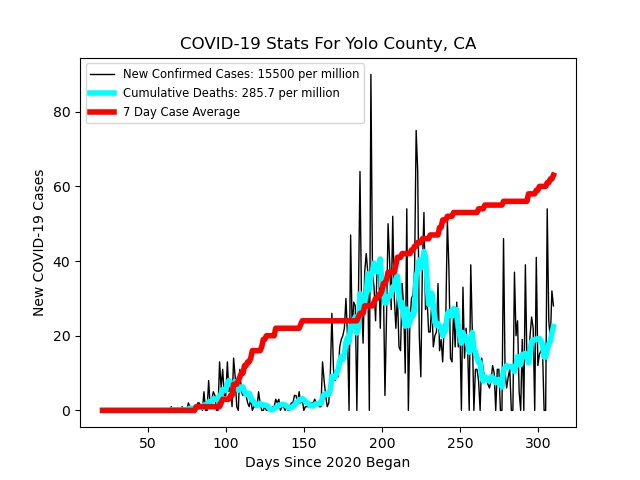 COVID-19 Stats For Yolo County, CA
New Confirmed Cases: 15500 per million
Cumulative Deaths: 285.7 per million
7 Day Case Average
New COVID-19 Cases
80
60
40
20
0
50
100
150
200
250
300
Days Since 2020 Began